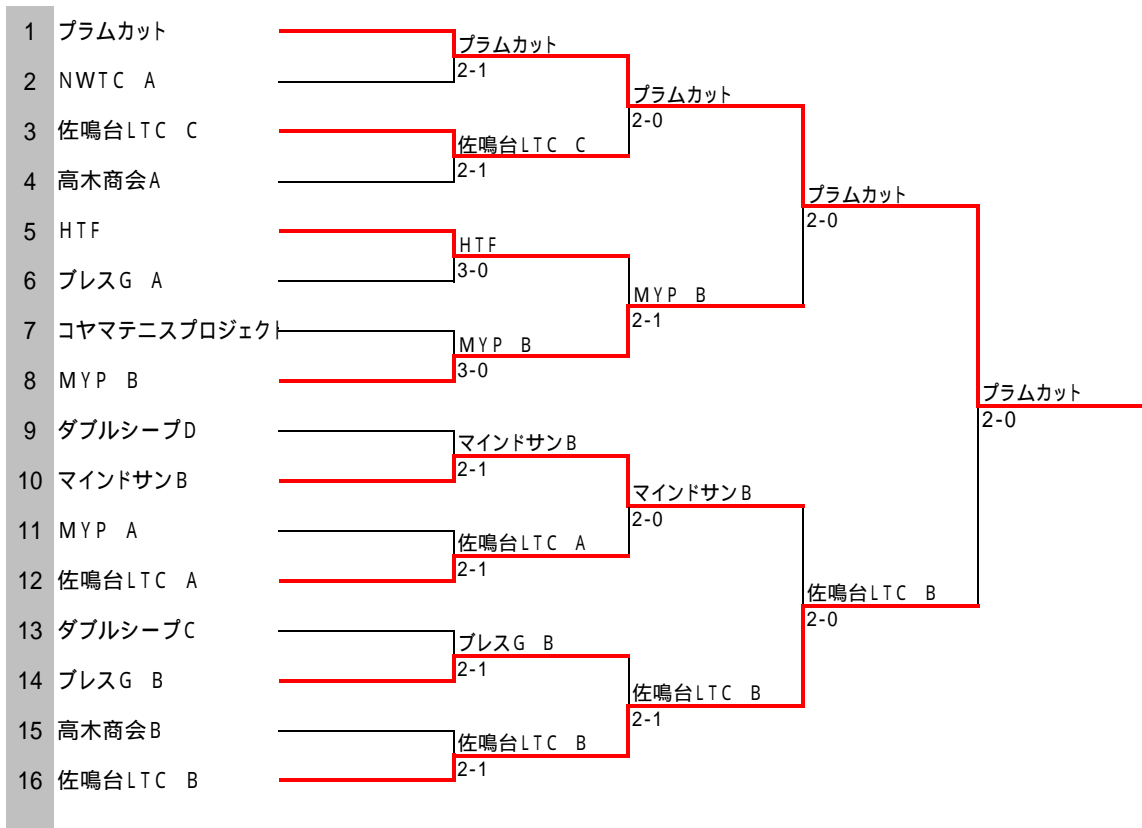 1 プラムカット
2 NWTC A
3 佐鳴台LTC C
4 高木商会A
5 HTF
6 ブレスG A
7 コヤマテニスプロジェクト
8 MYP B
9 ダブルシープD
10 マインドサンB
11 MYP A
12 佐鳴台LTC A
13 ダブルシープC
14 ブレスG B
15 高木商会B
16 佐鳴台LTC B
プラムカット
2-1
佐鳴台LTC C
2-1
HTF
3-0
MYP B
3-0
マインドサンB
2-1
佐鳴台LTC A
2-1
ブレスG B
2-1
佐鳴台LTC B
2-1
プラムカット
2-0
MYP B
2-1
マインドサンB
2-0
佐鳴台LTC B
2-1
プラムカット
2-0
佐鳴台LTC B
2-0
プラムカット
2-0